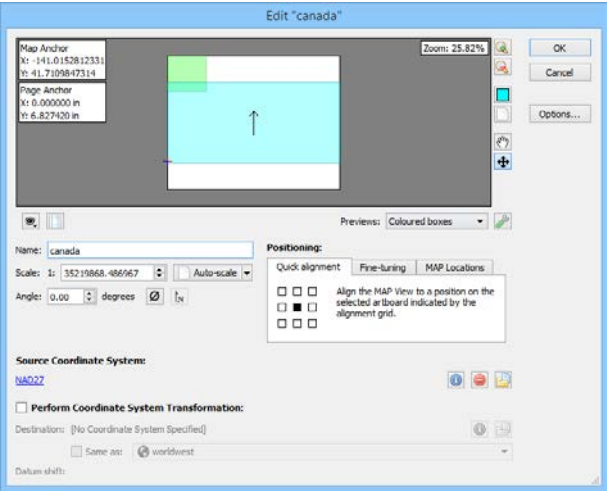 Edit "canada"
Map Anchor
X: -141.0152812331
Y: 41.7109847314
Page Anchor
X: 0.000000 in
Y: 6.827420 in
Zoom: 25.82%
OK
Cancel
Options...
Previews: Coloured boxes
Name: canada
Scale: 1: 35219868.486967 Auto-scale
Angle: 0.00 degrees
Positioning:
Quick alignment Fine-tuning MAP Locations
Align the MAP View to a position on the
selected artboard indicated by the
alignment grid.
Source Coordinate System:
NAD27
Perform Coordinate System Transformation:
Destination: [No Coordinate System Specified]
Same as: worldwest
Datum shift: